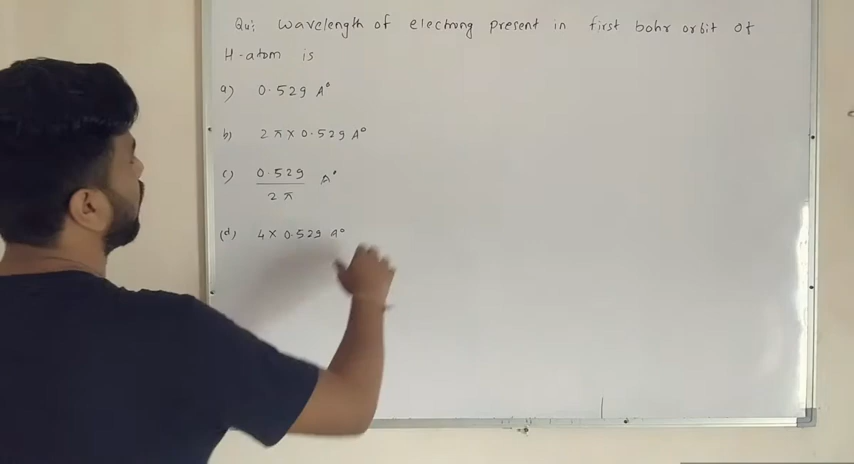 Qu: Wavelength of electrong present in first bohr orbit of
H-atom is
a) 0.529 A°
b) 2π×0.529 A°
c) 0.529/2π A°
(d) 4×0.529 A°